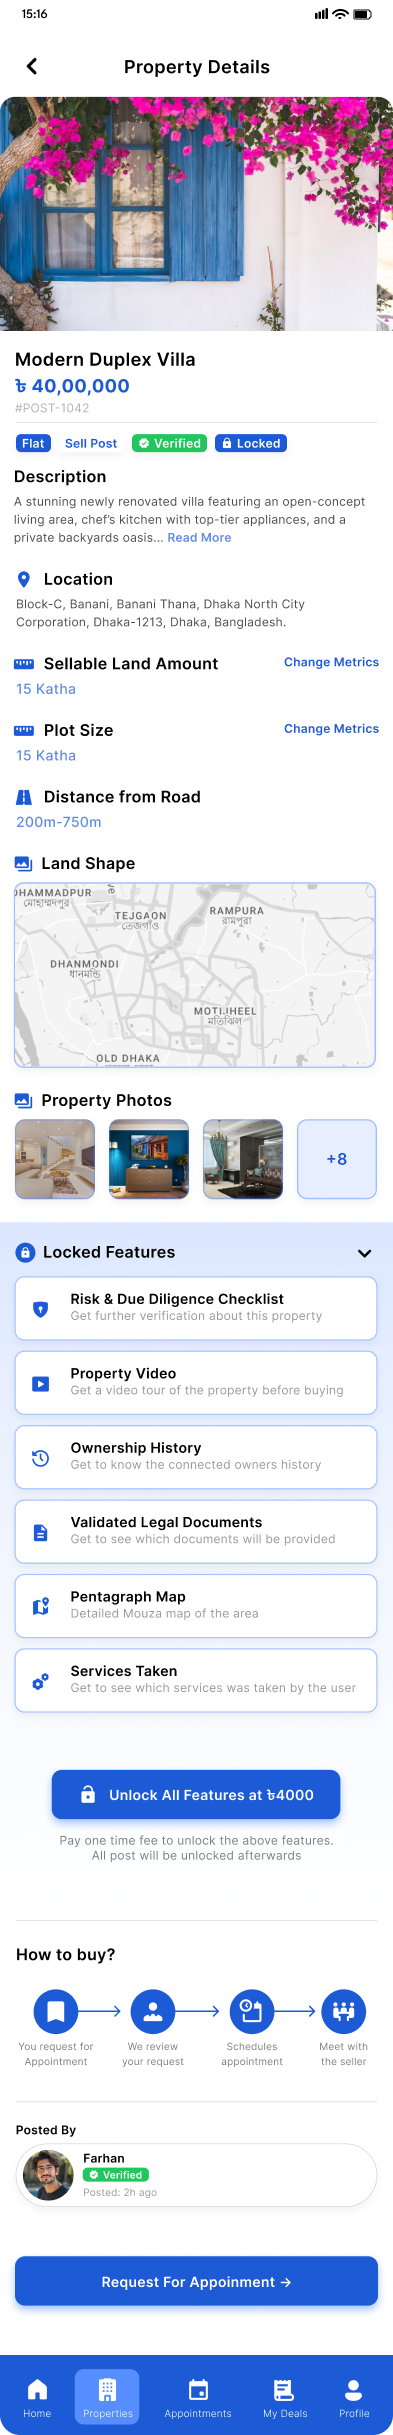 15:16
Property Details
Modern Duplex Villa
৳ 40,00,000
#POST-1042
Flat
Sell Post
Verified
Locked
Description
A stunning newly renovated villa featuring an open-concept
living area, chef's kitchen with top-tier appliances, and a
private backyards oasis... Read More
Location
Block-C, Banani, Banani Thana, Dhaka North City
Corporation, Dhaka-1213, Dhaka, Bangladesh.
Sellable Land Amount
Change Metrics
15 Katha
Plot Size
Change Metrics
15 Katha
Distance from Road
200m-750m
Land Shape
OHAMMADPUR
মোহাম্মদপুর
TEJGAON
তেজগাঁও
RAMPURA
রামপুরা
DHANMONDI
ধানমন্ডি
MOTIJHEEL
মতিঝিল
OLD DHAKA
Property Photos
+8
Locked Features
Risk & Due Diligence Checklist
Get further verification about this property
Property Video
Get a video tour of the property before buying
Ownership History
Get to know the connected owners history
Validated Legal Documents
Get to see which documents will be provided
Pentagraph Map
Detailed Mouza map of the area
Services Taken
Get to see which services was taken by the user
Unlock All Features at ৳4000
Pay one time fee to unlock the above features.
All post will be unlocked afterwards
How to buy?
You request for
Appointment
We review
your request
Schedules
appointment
Meet with
the seller
Posted By
Farhan
Verified
Posted: 2h ago
Request For Appoinment →
Home
Properties
Appointments
My Deals
Profile